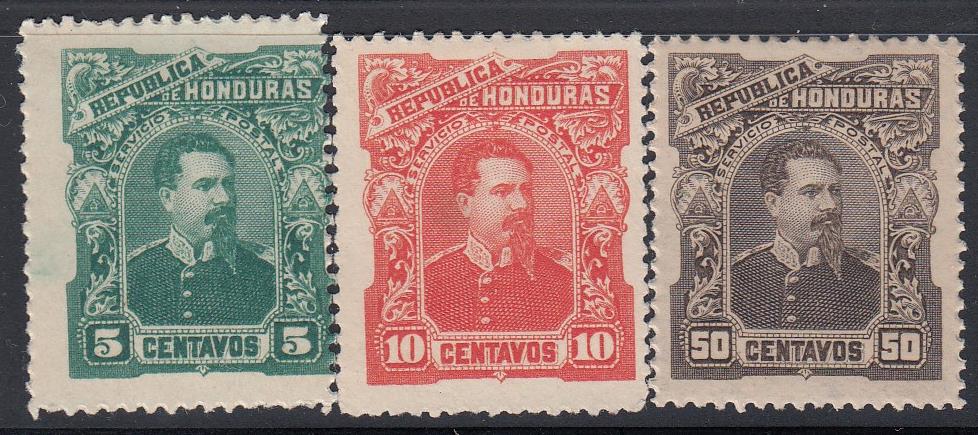 REPUBLICA
DE HONDURAS
SERVICIO POSTAL
5 CENTAVOS 5
REPUBLICA
DE HONDURAS
SERVICIO POSTAL
10 CENTAVOS 10
REPUBLICA
DE HONDURAS
SERVICIO POSTAL
50 CENTAVOS 50